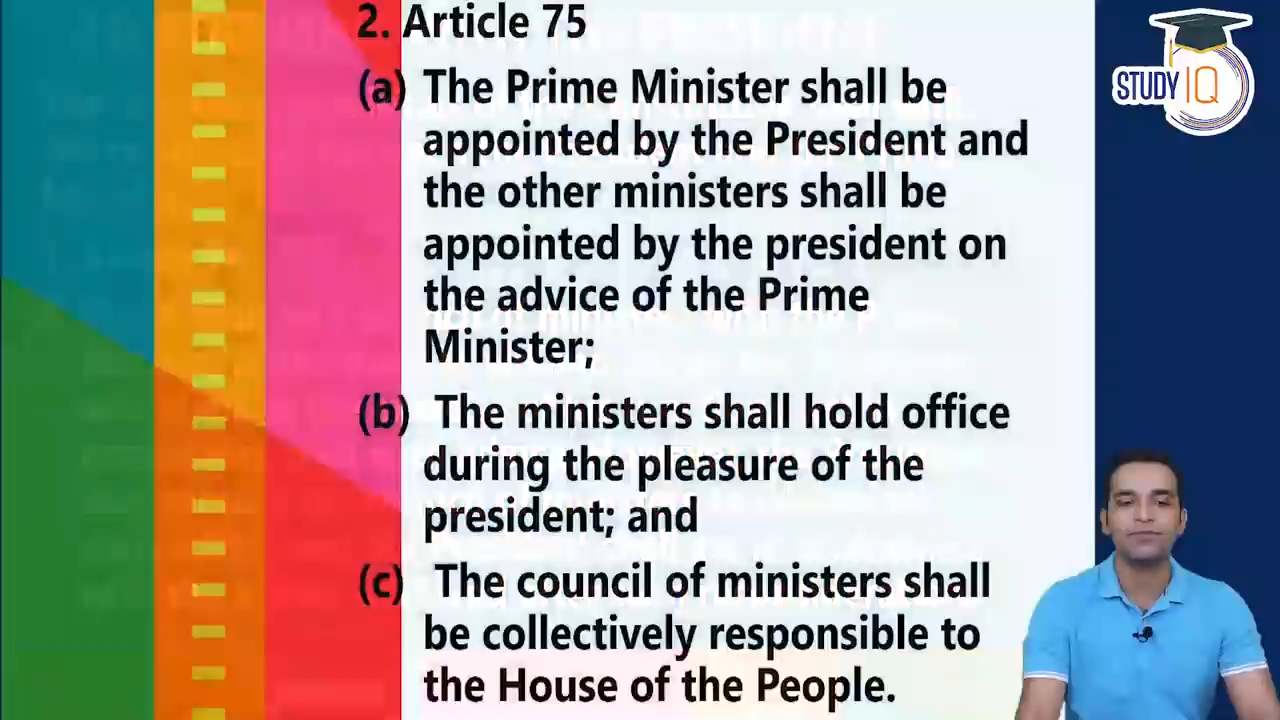 2. Article 75
(a) The Prime Minister shall be
appointed by the President and
the other ministers shall be
appointed by the president on
the advice of the Prime
Minister;
(b) The ministers shall hold office
during the pleasure of the
president; and
(c) The council of ministers shall
be collectively responsible to
the House of the People.
STUDY IQ